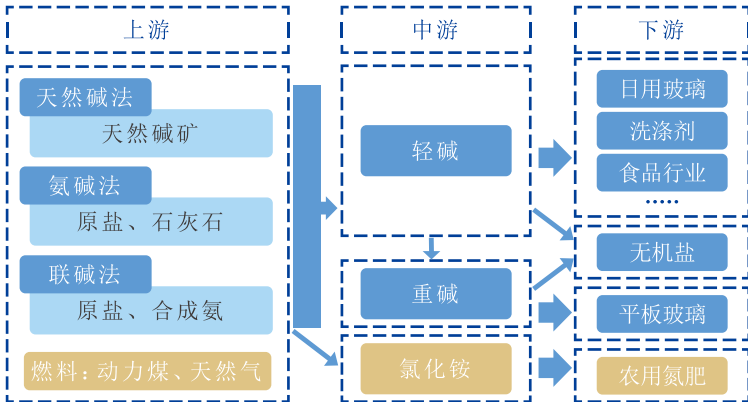 上游
中游
下游
天然碱法
天然碱矿
氨碱法
原盐、石灰石
联碱法
原盐、合成氨
燃料：动力煤、天然气
轻碱
重碱
氯化铵
日用玻璃
洗涤剂
食品行业
·····
无机盐
平板玻璃
农用氮肥